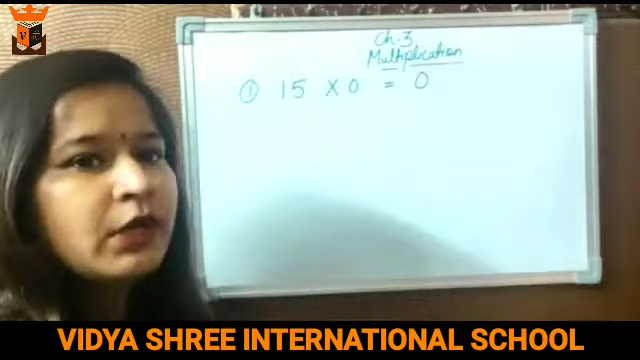 Ch-3
Multiplication
① 15 × 0 = 0
VIDYA SHREE INTERNATIONAL SCHOOL